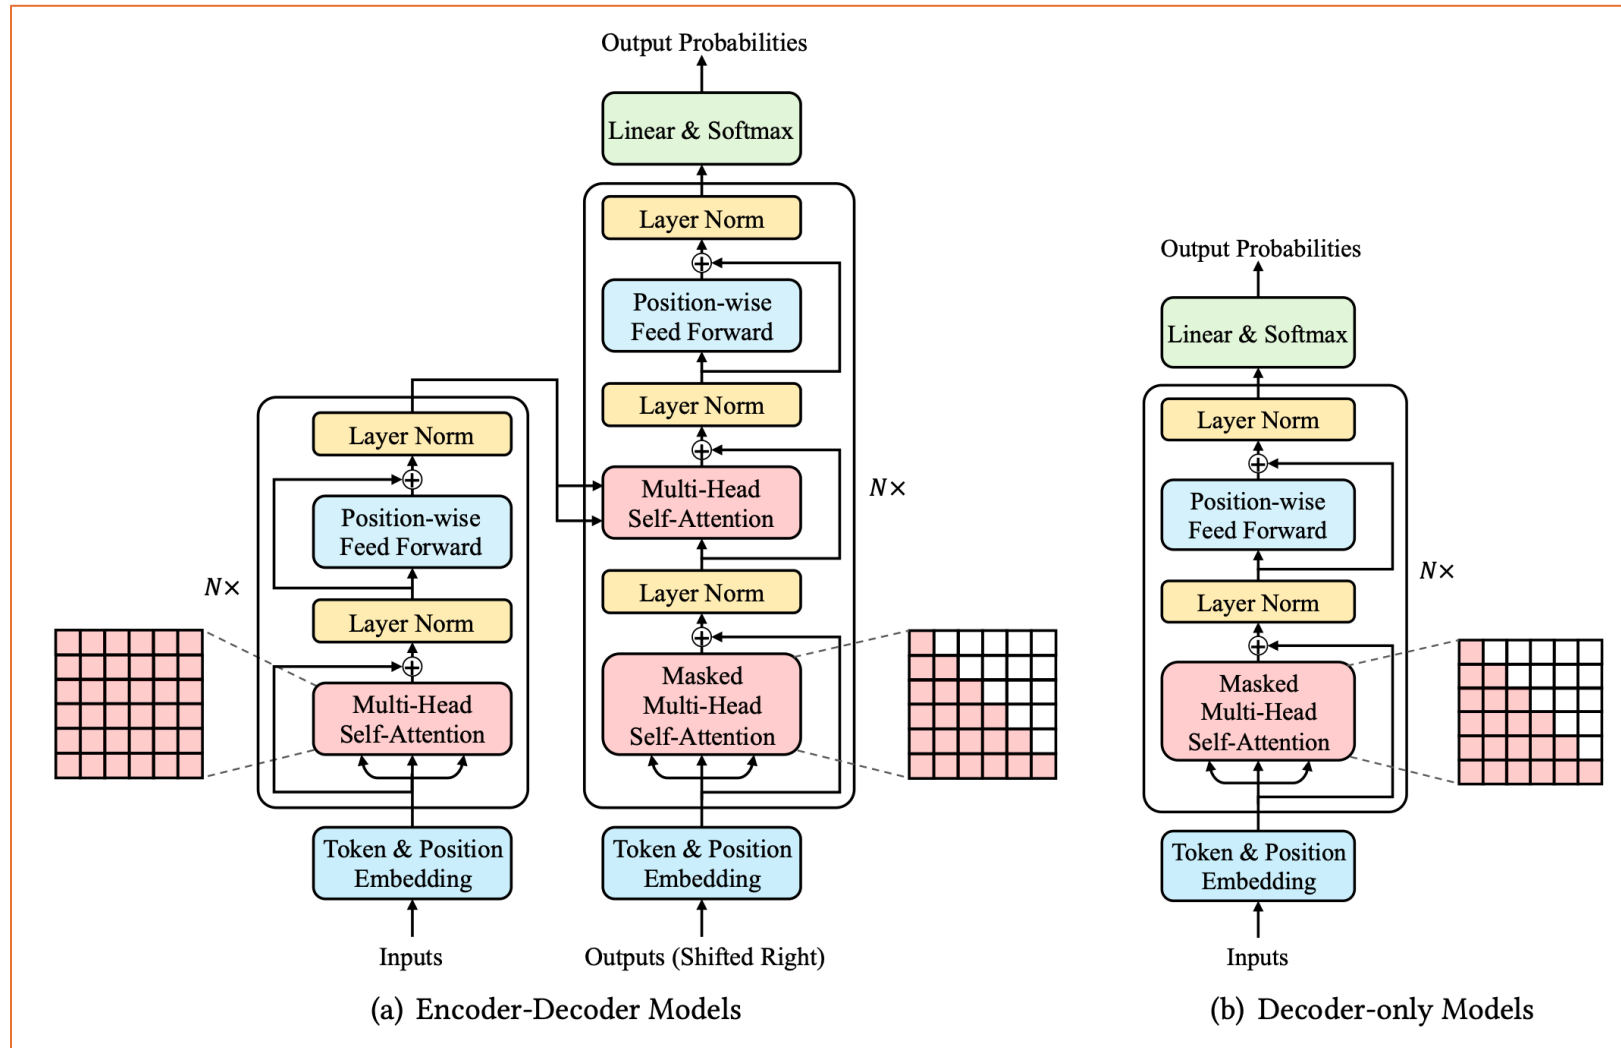 Output Probabilities
Linear & Softmax
Layer Norm
Position-wise
Feed Forward
Layer Norm
Multi-Head
Self-Attention
N×
Layer Norm
Masked
Multi-Head
Self-Attention
Token & Position
Embedding
Outputs (Shifted Right)
Layer Norm
Position-wise
Feed Forward
N×
Layer Norm
Multi-Head
Self-Attention
Token & Position
Embedding
Inputs
(a) Encoder-Decoder Models
Output Probabilities
Linear & Softmax
Layer Norm
Position-wise
Feed Forward
N×
Layer Norm
Masked
Multi-Head
Self-Attention
Token & Position
Embedding
Inputs
(b) Decoder-only Models